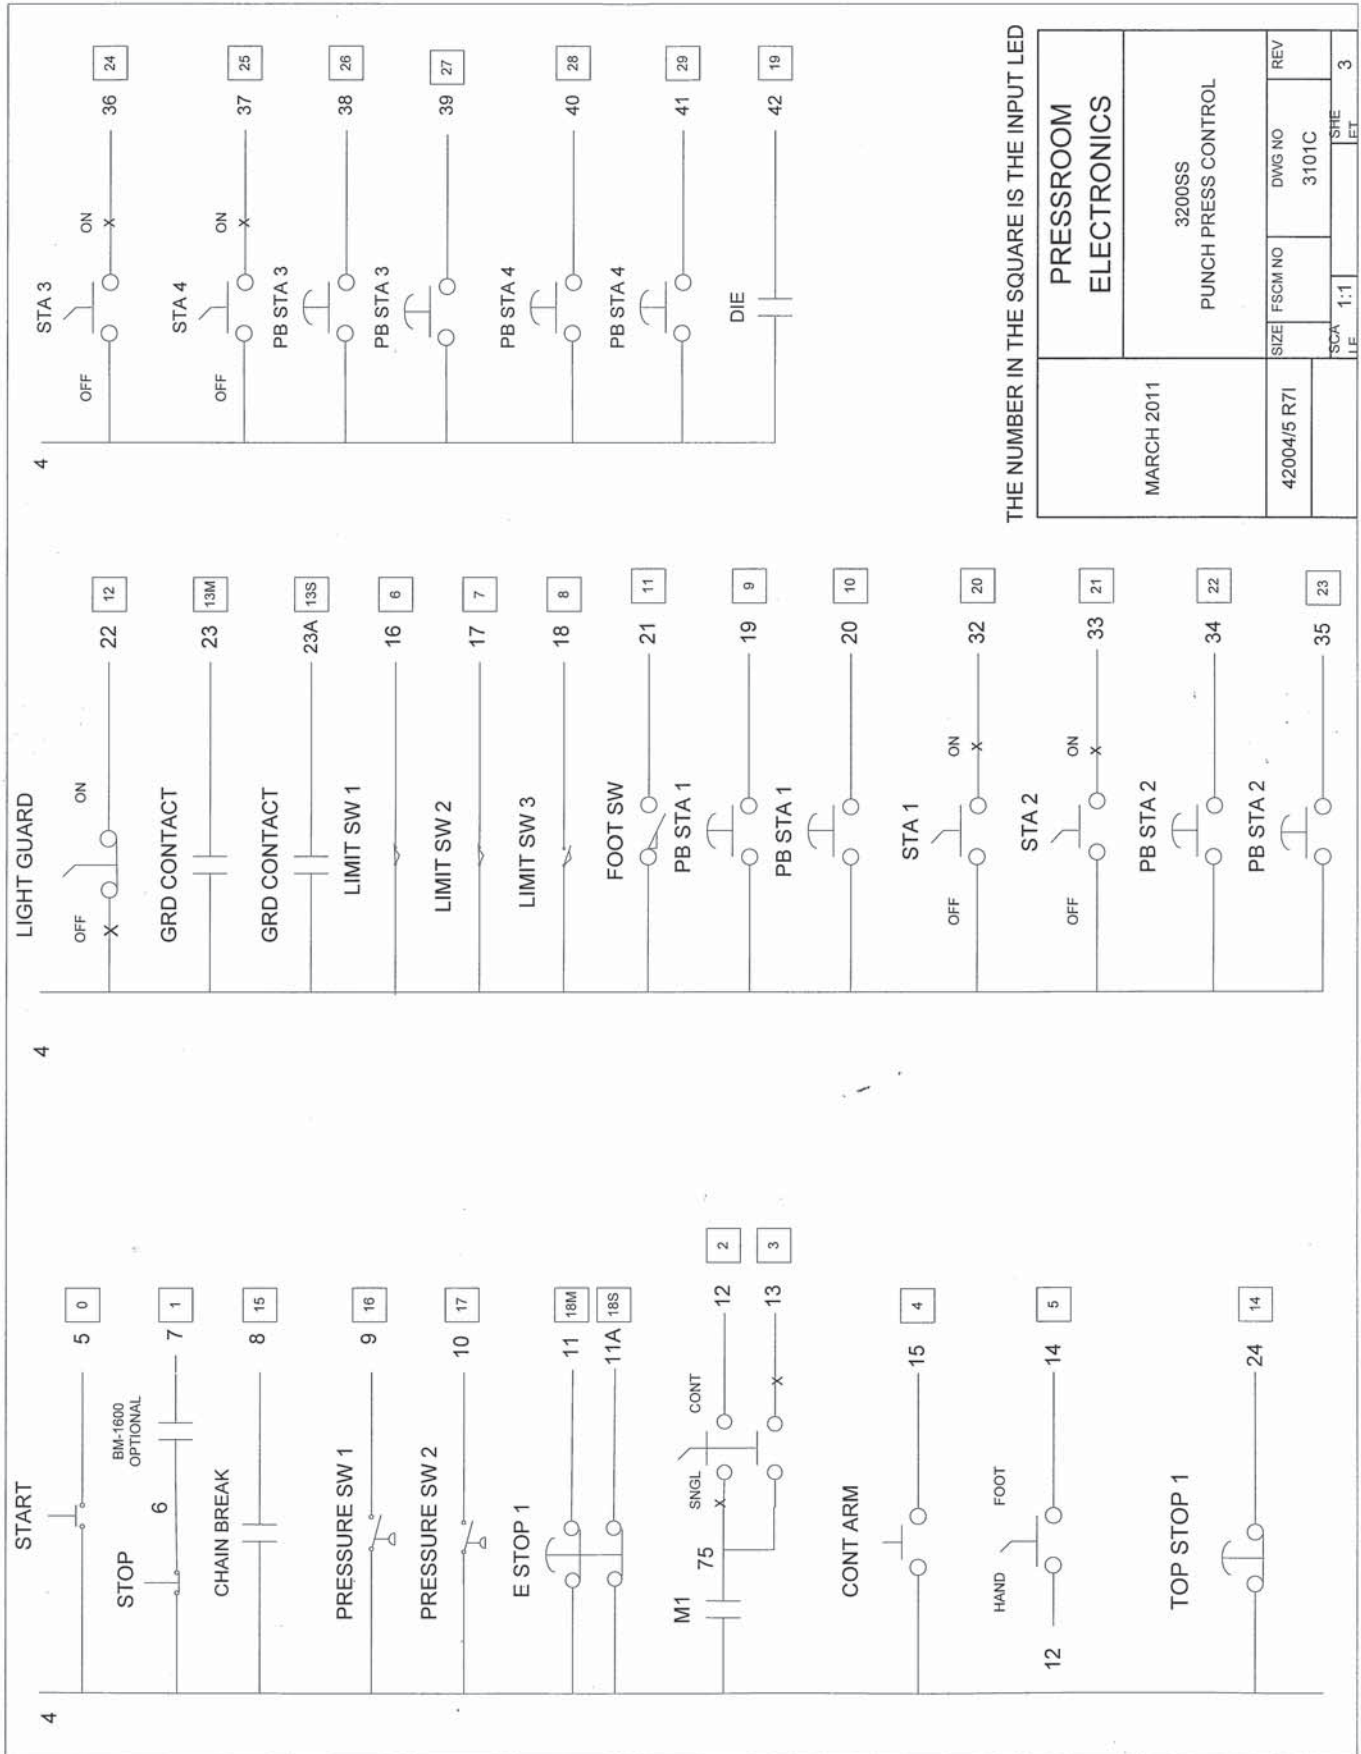 START
5 0
STOP
6
BM-1600
OPTIONAL
7 1
CHAIN BREAK
8 15
PRESSURE SW 1
9 16
PRESSURE SW 2
10 17
E STOP 1
11 18M
11A 18S
M1
75
SNGL
CONT
12 2
13 3
CONT ARM
15 4
HAND
FOOT
12
14 5
TOP STOP 1
24 14
4
LIGHT GUARD
4
OFF
ON
22 12
GRD CONTACT
23 13M
GRD CONTACT
23A 13S
LIMIT SW 1
16 6
LIMIT SW 2
17 7
LIMIT SW 3
18 8
FOOT SW
21 11
PB STA 1
19 9
PB STA 1
20 10
STA 1
OFF
ON
32 20
STA 2
OFF
ON
33 21
PB STA 2
34 22
PB STA 2
35 23
4
STA 3
OFF
ON
36 24
STA 4
OFF
ON
37 25
PB STA 3
38 26
PB STA 3
39 27
PB STA 4
40 28
PB STA 4
41 29
DIE
42 19
THE NUMBER IN THE SQUARE IS THE INPUT LED
MARCH 2011
PRESSROOM
ELECTRONICS
3200SS
PUNCH PRESS CONTROL
42004/5 R7I
SIZE
FSCM NO
DWG NO
3101C
REV
SCA
LE
1:1
SHE
ET
3